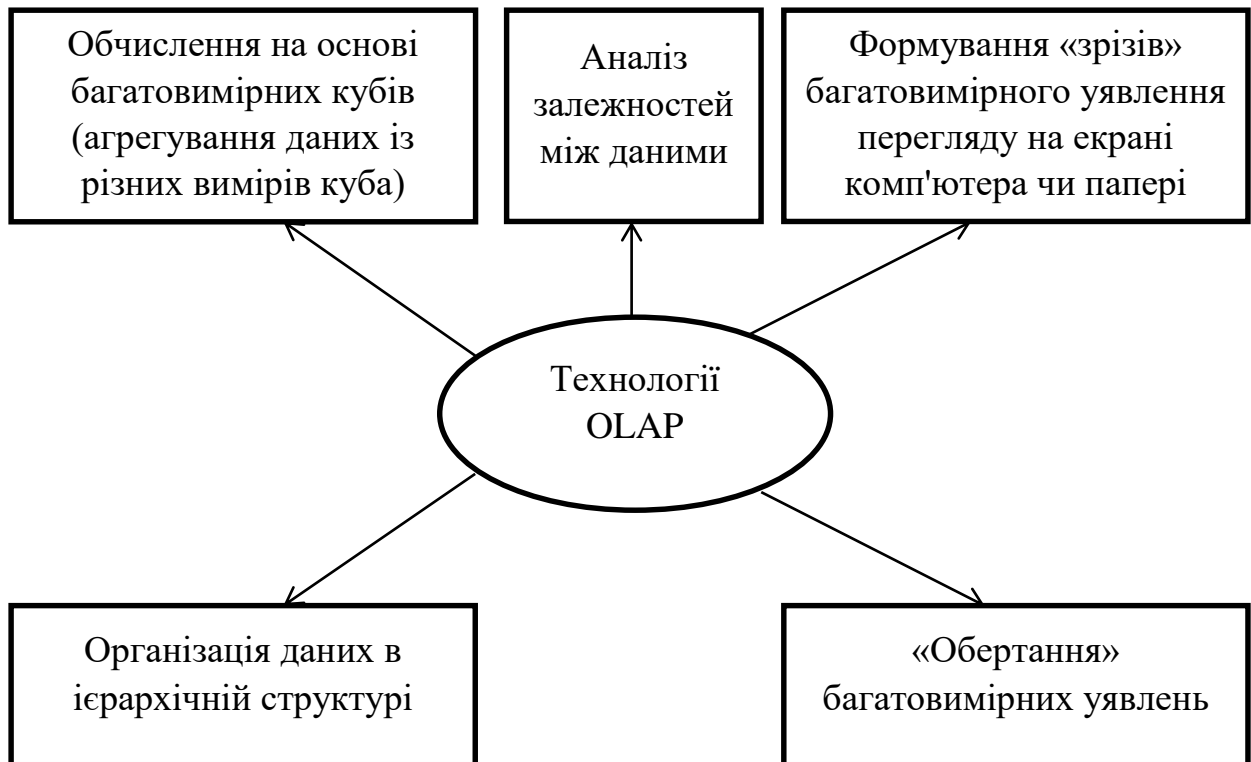 Обчислення на основі
багатовимірних кубів
(агрегування даних із
різних вимірів куба)
Аналіз
залежностей
між даними
Формування «зрізів»
багатовимірного уявлення
перегляду на екрані
комп'ютера чи папері
Технології
OLAP
Організація даних в
ієрархічній структурі
«Обертання»
багатовимірних уявлень